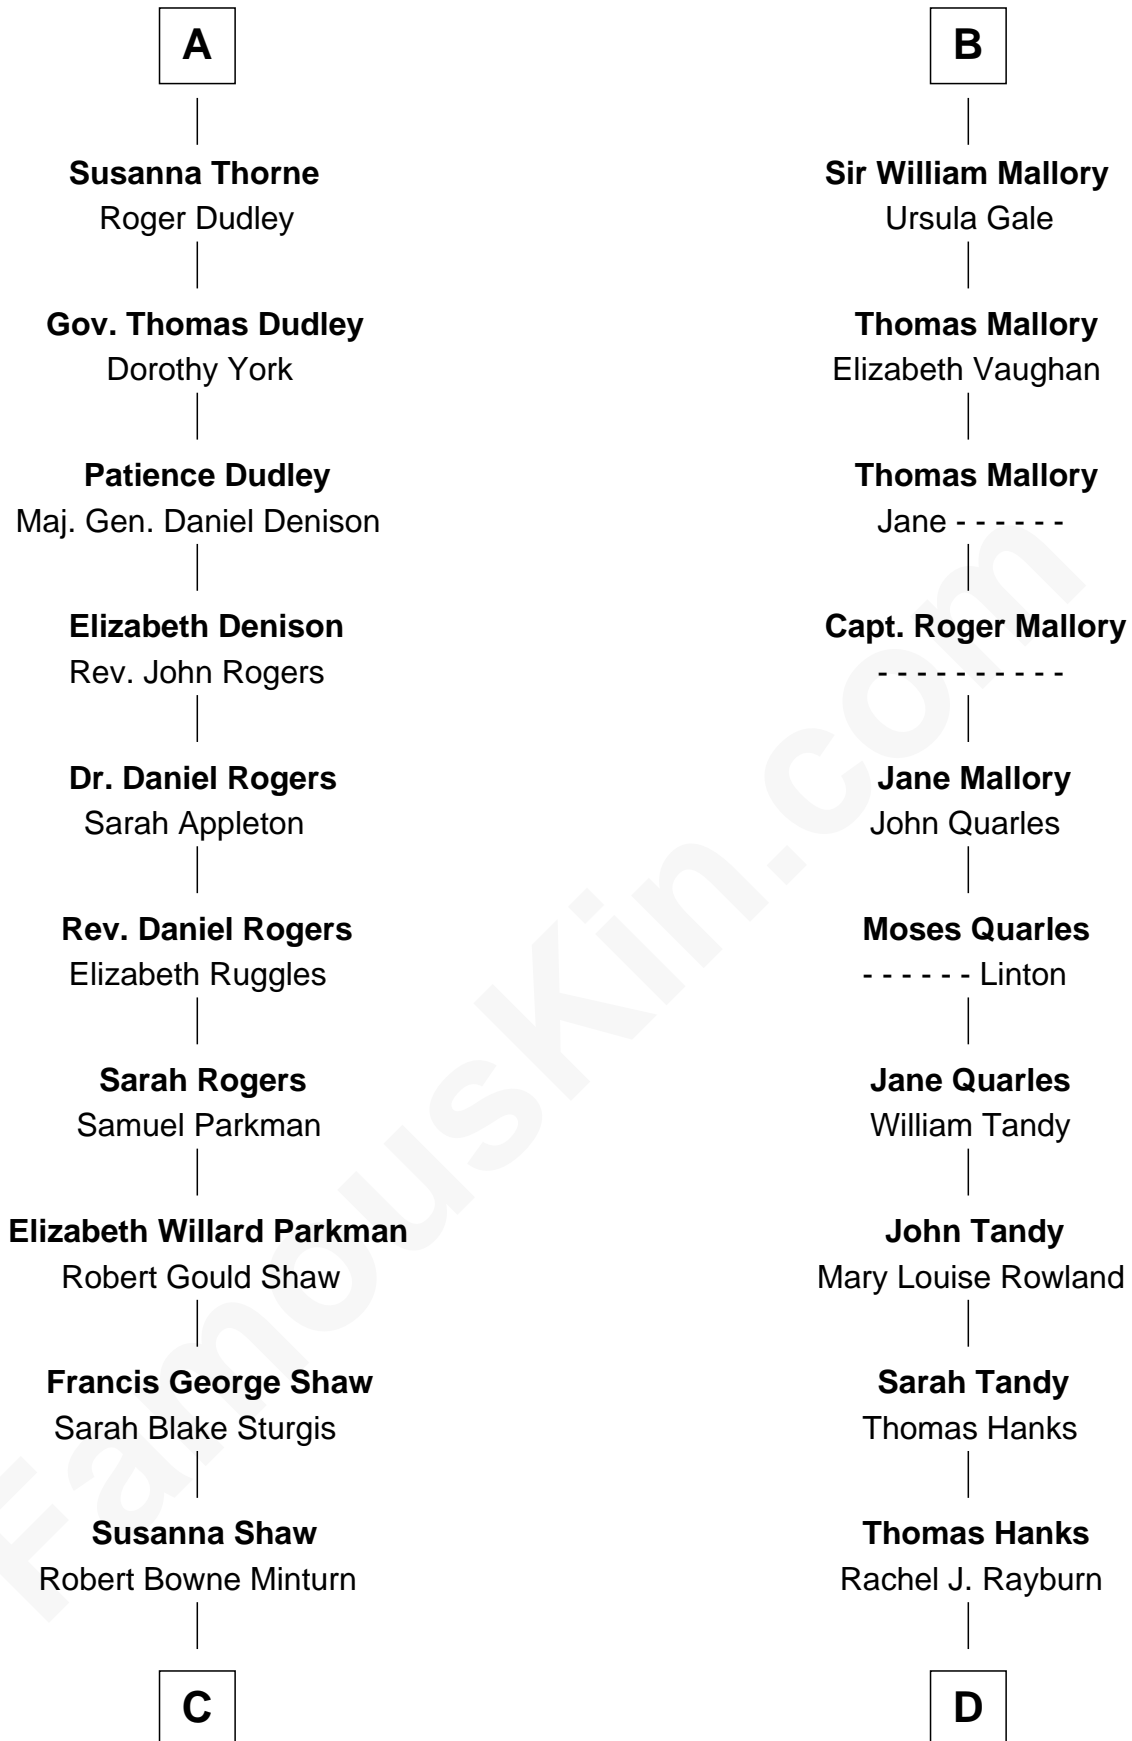 A
Susanna Thorne
Roger Dudley
Gov. Thomas Dudley
Dorothy York
Patience Dudley
Maj. Gen. Daniel Denison
Elizabeth Denison
Rev. John Rogers
Dr. Daniel Rogers
Sarah Appleton
Rev. Daniel Rogers
Elizabeth Ruggles
Sarah Rogers
Samuel Parkman
Elizabeth Willard Parkman
Robert Gould Shaw
Francis George Shaw
Sarah Blake Sturgis
Susanna Shaw
Robert Bowne Minturn
C
B
Sir William Mallory
Ursula Gale
Thomas Mallory
Elizabeth Vaughan
Thomas Mallory
Jane - - - - - -
Capt. Roger Mallory
- - - - - - - - - -
Jane Mallory
John Quarles
Moses Quarles
- - - - - - Linton
Jane Quarles
William Tandy
John Tandy
Mary Louise Rowland
Sarah Tandy
Thomas Hanks
Thomas Hanks
Rachel J. Rayburn
D
FamousKin.com